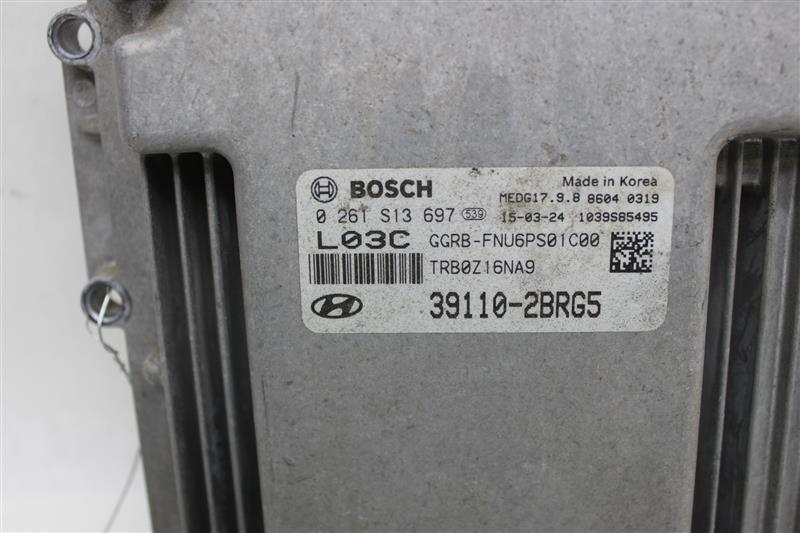 BOSCH
Made in Korea
MEDG17.9.8 8604 0319
0 261 S13 697 539 15-03-24 1039S85495
L03C GGRB-FNU6PS01C00
TRB0Z16NA9
39110-2BRG5